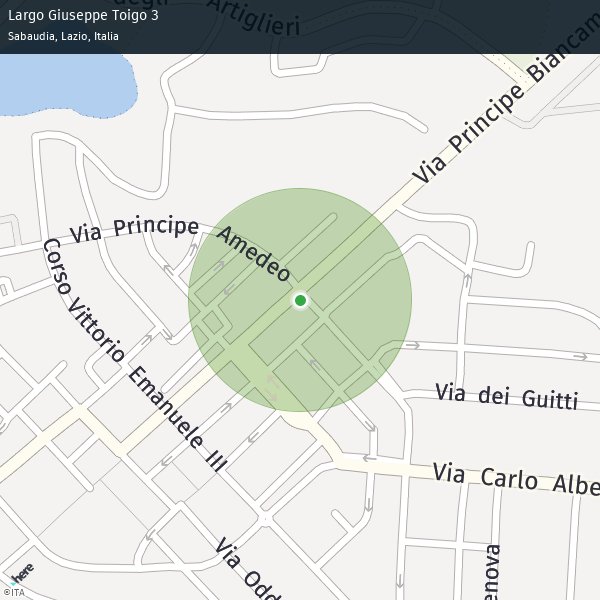 Largo Giuseppe Toigo 3
Sabaudia, Lazio, Italia
degli Artiglieri
Via Principe Biancam
Via Principe Amedeo
Corso Vittorio Emanuele III
Via dei Guitti
Via Carlo Albe
Via Odd
enova
here
©ITA